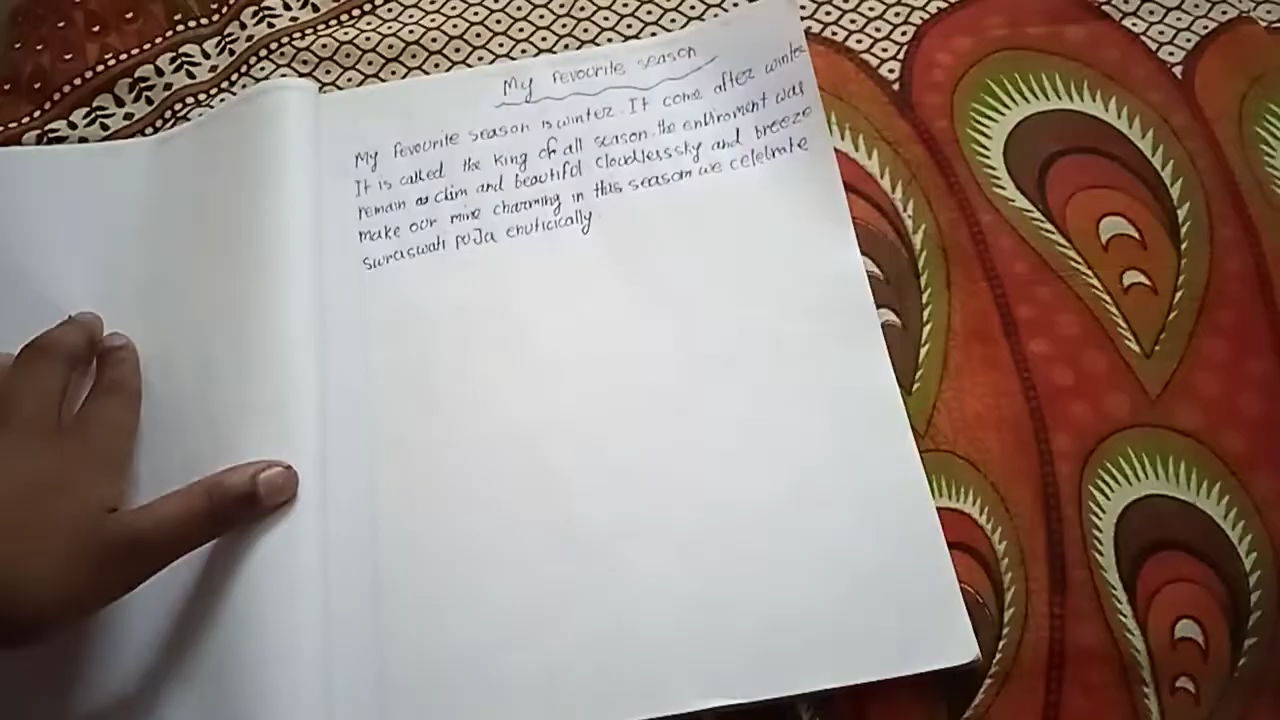 My fevourite season
My fevourite season is winter. It come after winter
It is called the King of all season. the enviroment was
remain as clim and beautiful cloudlesssky and breeze
make our mine charming in this season we celebrate
swraswati puJa enuticically